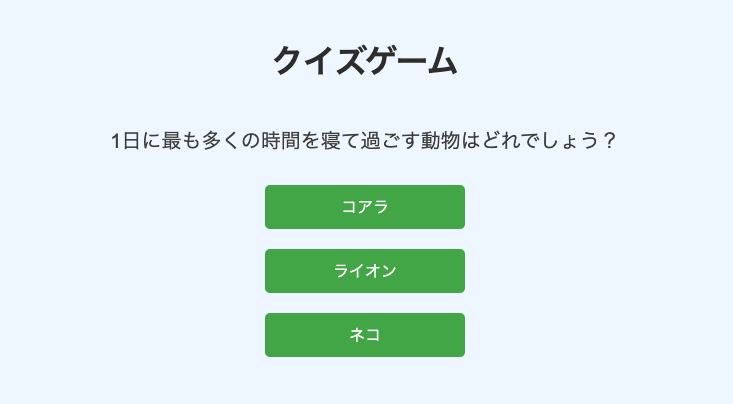 クイズゲーム
1日に最も多くの時間を寝て過ごす動物はどれでしょう？
コアラ
ライオン
ネコ